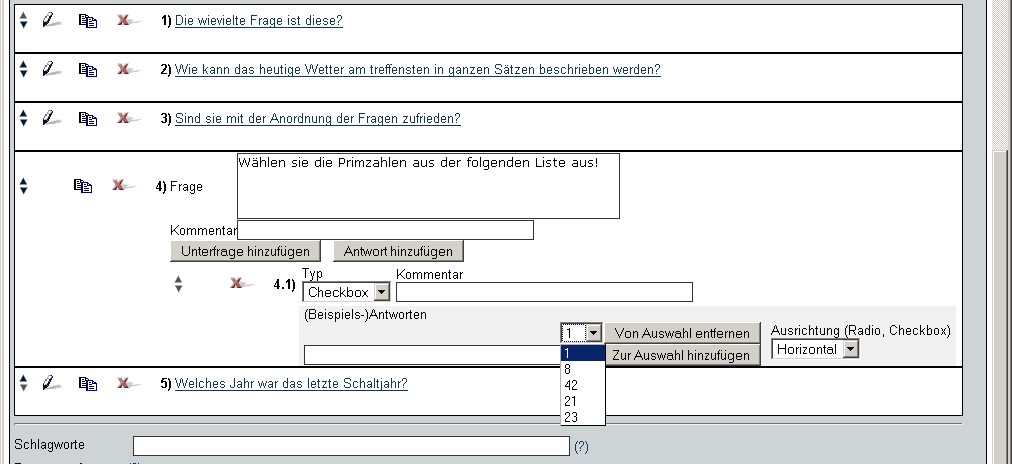 1) Die wievielte Frage ist diese?
2) Wie kann das heutige Wetter am treffensten in ganzen Sätzen beschrieben werden?
3) Sind sie mit der Anordnung der Fragen zufrieden?
4) Frage Wählen sie die Primzahlen aus der folgenden Liste aus!
Kommentar
Unterfrage hinzufügen Antwort hinzufügen
Typ Kommentar
4.1) Checkbox
(Beispiels-)Antworten
1 Von Auswahl entfernen Ausrichtung (Radio, Checkbox)
1 Zur Auswahl hinzufügen Horizontal
8
42
21
23
5) Welches Jahr war das letzte Schaltjahr?
Schlagworte (?)